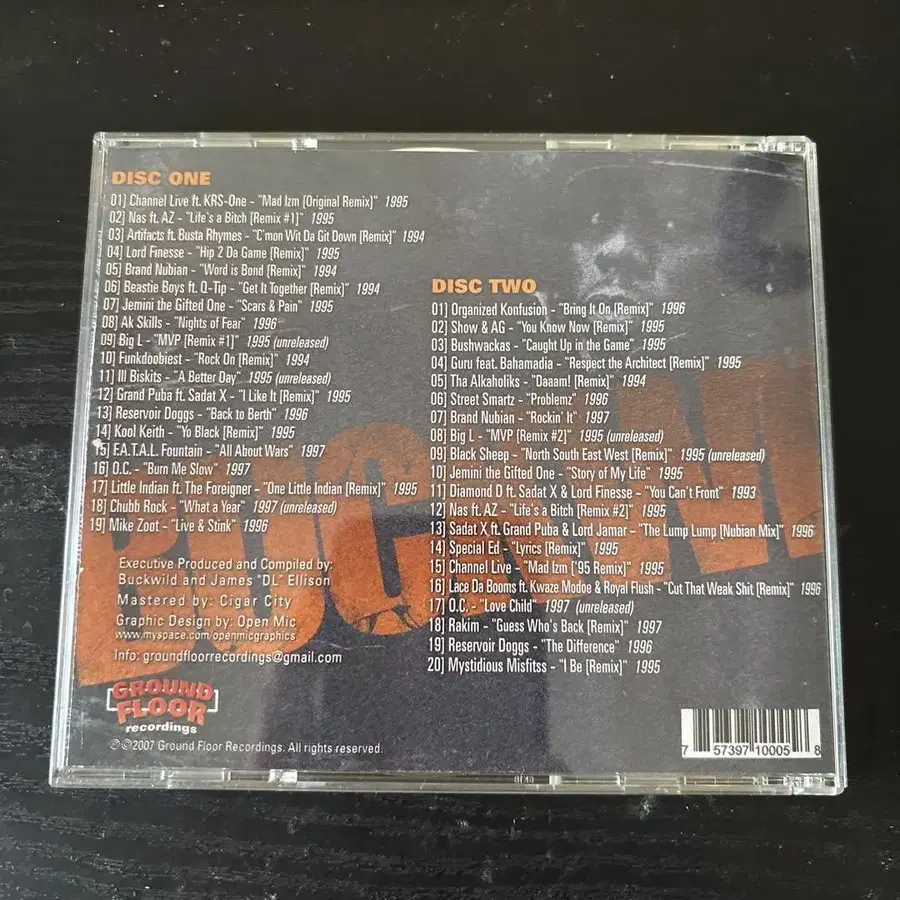 DISC ONE
01] Channel Live ft. KRS-One - "Mad Izm [Original Remix]" 1995
02] Nas ft. AZ - "Life's a Bitch [Remix #1]" 1995
03] Artifacts ft. Busta Rhymes - "C'mon Wit Da Git Down [Remix]" 1994
04] Lord Finesse - "Hip 2 Da Game [Remix]" 1995
05] Brand Nubian - "Word is Bond [Remix]" 1994
06] Beastie Boys ft. Q-Tip - "Get It Together [Remix]" 1994
07] Jemini the Gifted One - "Scars & Pain" 1995
08] Ak Skills - "Nights of Fear" 1996
09] Big L - "MVP [Remix #1]" 1995 (unreleased)
10] Funkdoobiest - "Rock On [Remix]" 1994
11] Ill Biskits - "A Better Day" 1995 (unreleased)
12] Grand Puba ft. Sadat X - "I Like It [Remix]" 1995
13] Reservoir Doggs - "Back to Berth" 1996
14] Kool Keith - "Yo Black [Remix]" 1995
15] F.A.T.A.L. Fountain - "All About Wars" 1997
16] O.C. - "Burn Me Slow" 1997
17] Little Indian ft. The Foreigner - "One Little Indian [Remix]" 1995
18] Chubb Rock - "What a Year" 1997 (unreleased)
19] Mike Zoot - "Live & Stink" 1996
Executive Produced and Compiled by:
Buckwild and James "DL" Ellison
Mastered by: Cigar City
Graphic Design by: Open Mic
www.myspace.com/openmicgraphics
Info: groundfloorrecordings@gmail.com
GROUND
FLOOR
recordings
℗©2007 Ground Floor Recordings. All rights reserved.
DISC TWO
01] Organized Konfusion - "Bring It On [Remix]" 1996
02] Show & AG - "You Know Now [Remix]" 1995
03] Bushwackas - "Caught Up in the Game" 1995
04] Guru feat. Bahamadia - "Respect the Architect [Remix]" 1995
05] Tha Alkaholiks - "Daaam! [Remix]" 1994
06] Street Smartz - "Problemz" 1996
07] Brand Nubian - "Rockin' It" 1997
08] Big L - "MVP [Remix #2]" 1995 (unreleased)
09] Black Sheep - "North South East West [Remix]" 1995 (unreleased)
10] Jemini the Gifted One - "Story of My Life" 1995
11] Diamond D ft. Sadat X & Lord Finesse - "You Can't Front" 1993
12] Nas ft. AZ - "Life's a Bitch [Remix #2]" 1995
13] Sadat X ft. Grand Puba & Lord Jamar - "The Lump Lump [Nubian Mix]" 1996
14] Special Ed - "Lyrics [Remix]" 1995
15] Channel Live - "Mad Izm ['95 Remix]" 1995
16] Lace Da Booms ft. Kwaze Modoe & Royal Flush - "Cut That Weak Shit [Remix]" 1996
17] O.C. - "Love Child" 1997 (unreleased)
18] Rakim - "Guess Who's Back [Remix]" 1997
19] Reservoir Doggs - "The Difference" 1996
20] Mystidious Misfitss - "I Be [Remix]" 1995
7 57397 10005 8